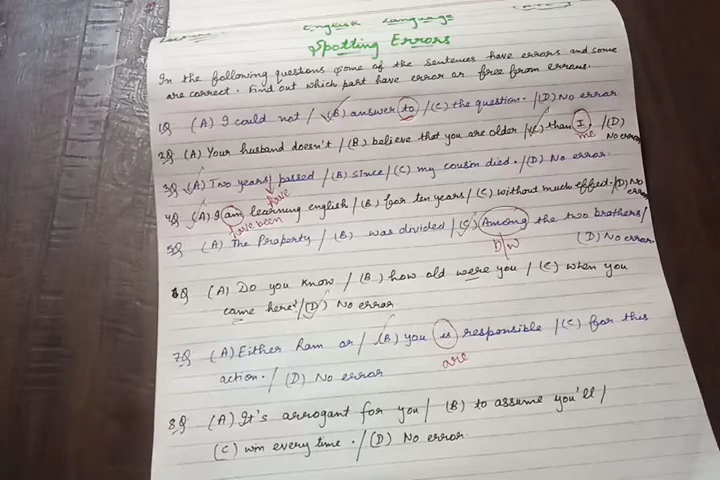 English Language
Spotting Errors
In the following questions some of the sentences have errors and some
are correct. Find out which part have error or free from errors.
1Q (A) I could not / (B) answer to / (C) the question. / (D) No error
2Q (A) Your husband doesn't / (B) believe that you are older / (C) than I. / (D)
me No error
3Q (A) Two years passed / (B) since / (C) my cousin died. / (D) No error.
have
4Q (A) I am learning english / (B) for ten years / (C) without much effect. / (D) No error
have been
5Q (A) The Property / (B) was divided / (C) Among the two brothers /
b/w (D) No error
6Q (A) Do you know / (B) how old were you / (C) when you
came here? / (D) No error
7Q (A) Either Ram or / (B) you is responsible / (C) for this
are
action. / (D) No error
8Q (A) It's arrogant for you / (B) to assume you'll /
(C) win every time. / (D) No error